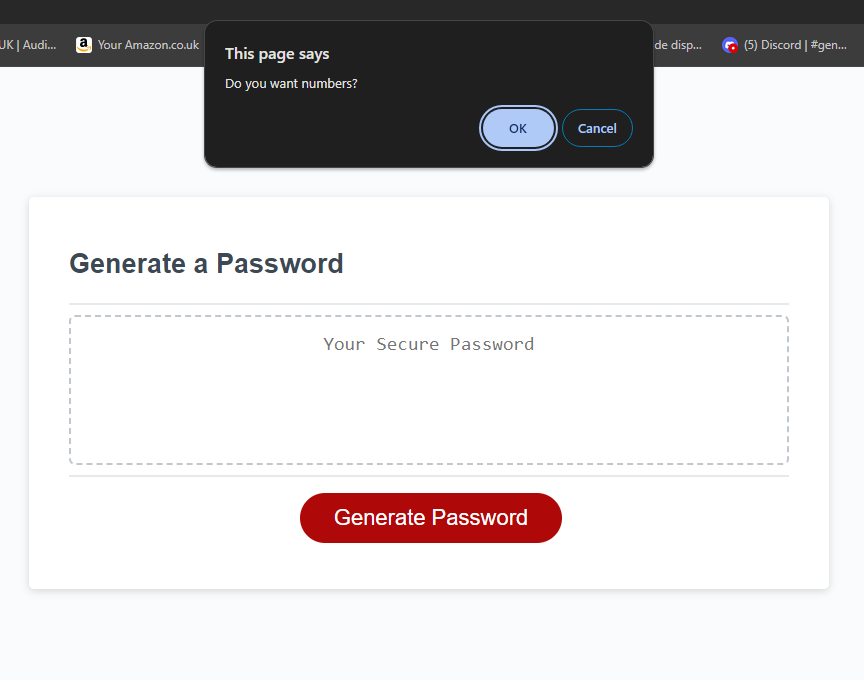 UK | Audi...
Your Amazon.co.uk
de disp...
(5) Discord | #gen...
This page says
Do you want numbers?
OK
Cancel
Generate a Password
Your Secure Password
Generate Password